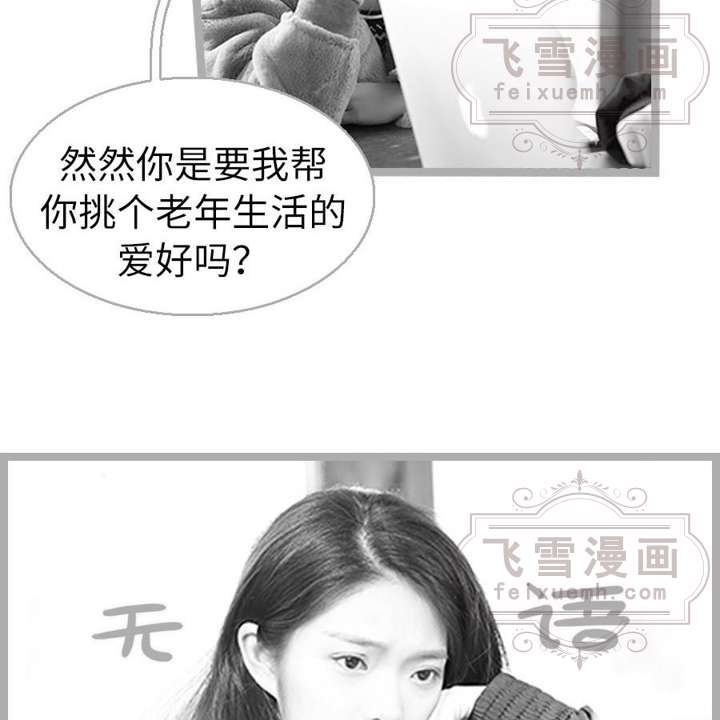 飞雪漫画
feixuemh.com
然然你是要我帮
你挑个老年生活的
爱好吗？
飞雪漫画
feixuemh.com
无 语